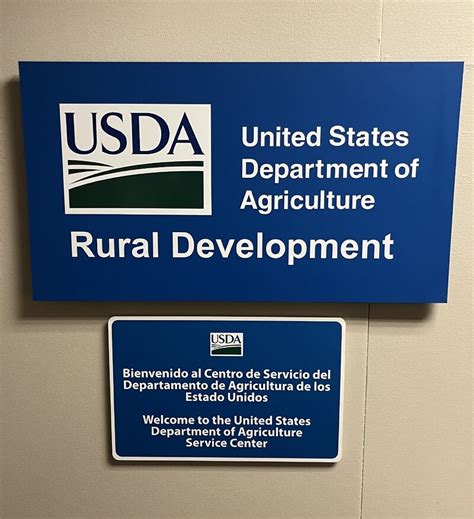 USDA
United States
Department of
Agriculture
Rural Development
USDA
Bienvenido al Centro de Servicio del
Departamento de Agricultura de los
Estado Unidos
Welcome to the United States
Department of Agriculture
Service Center